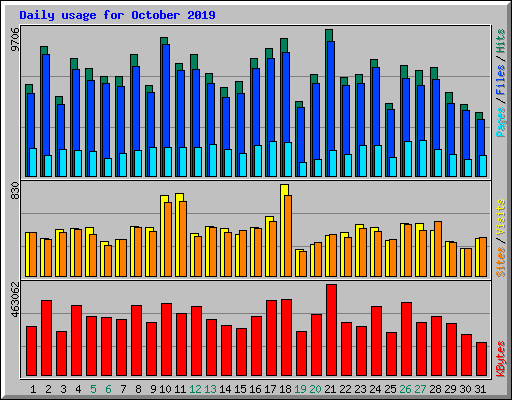 Daily usage for October 2019
9706
Pages/Files/Hits
830
Sites/Visits
463062
KBytes
1 2 3 4 5 6 7 8 9 10 11 12 13 14 15 16 17 18 19 20 21 22 23 24 25 26 27 28 29 30 31